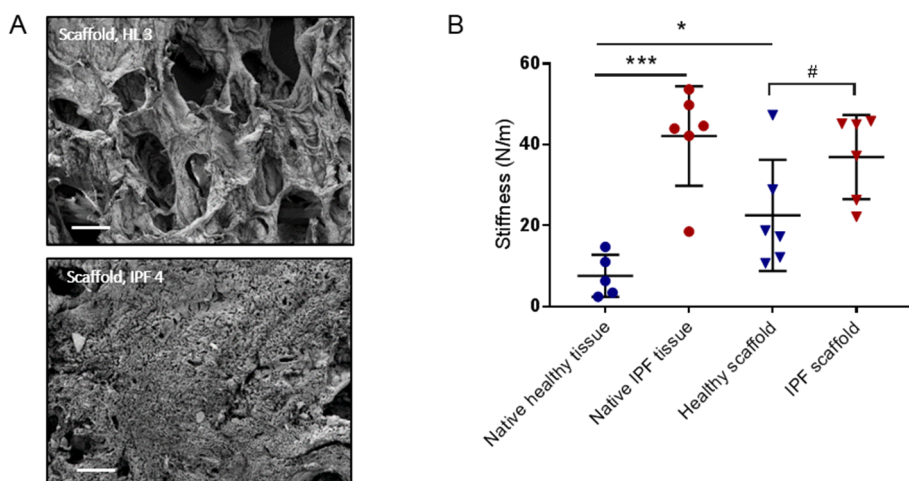 A
Scaffold, HL 3
Scaffold, IPF 4
B
*
***
#
Stiffness (N/m)
60
40
20
0
Native healthy tissue
Native IPF tissue
Healthy scaffold
IPF scaffold